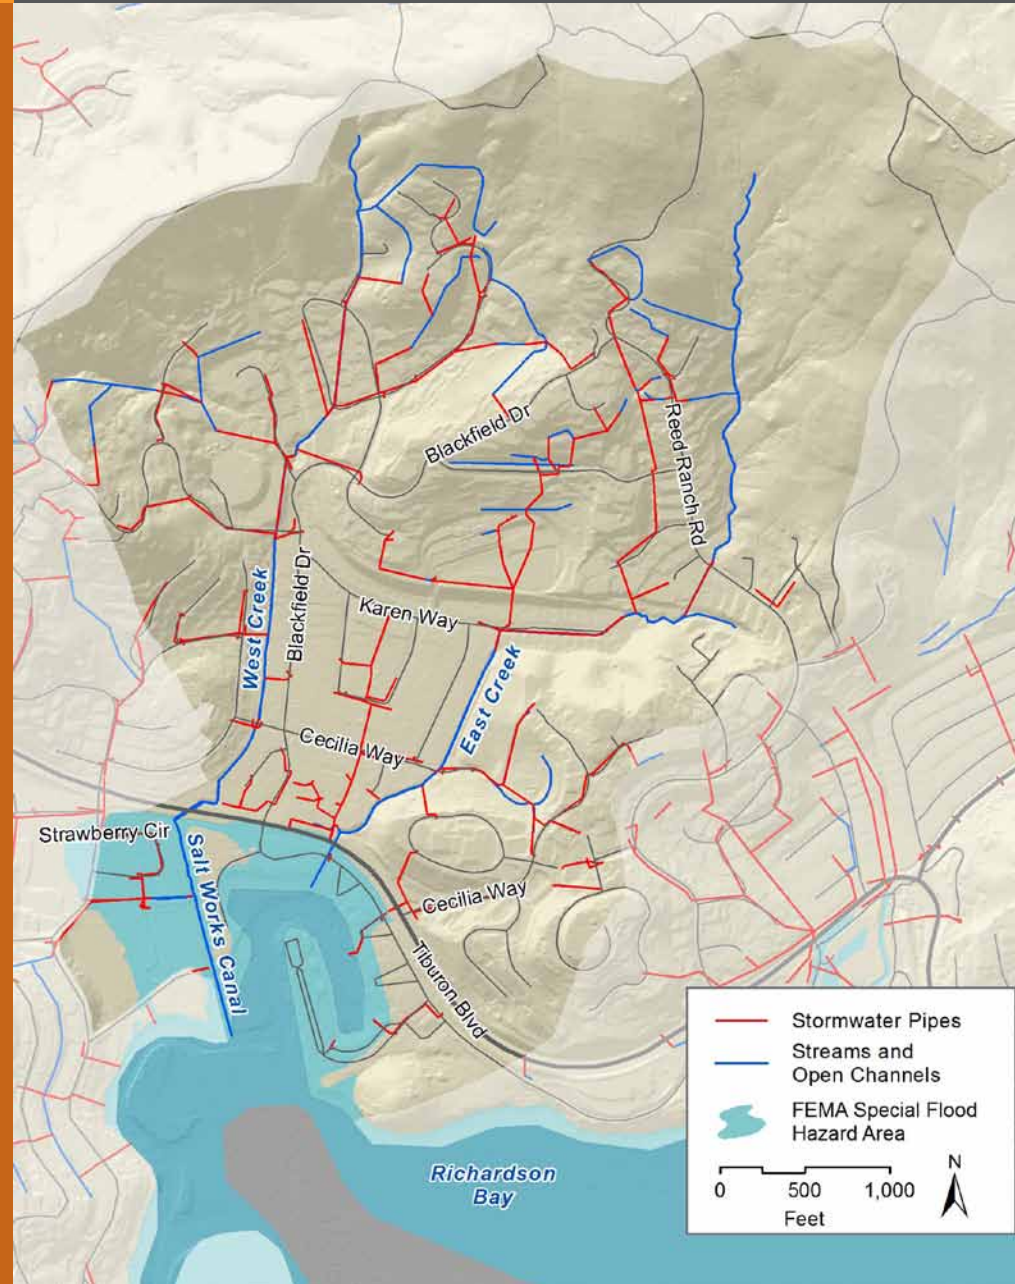 Blackfield Dr
Reed Ranch Rd
West Creek
Blackfield Dr
Karen Way
East Creek
Cecilia Way
Strawberry Cir
Salt Works Canal
Cecilia Way
Tiburon Blvd
Richardson
Bay
Stormwater Pipes
Streams and
Open Channels
FEMA Special Flood
Hazard Area
N
0 500 1,000
Feet